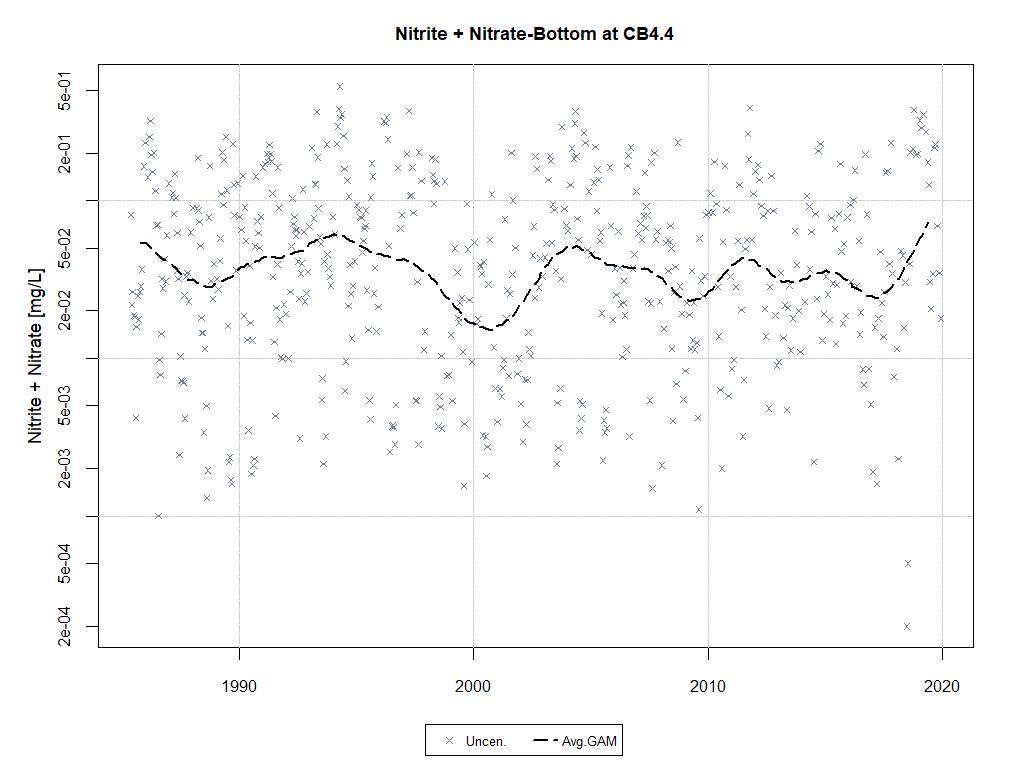 Nitrite + Nitrate-Bottom at CB4.4
Nitrite + Nitrate [mg/L]
5e-01
2e-01
5e-02
2e-02
5e-03
2e-03
5e-04
2e-04
1990 2000 2010 2020
Uncen. Avg.GAM